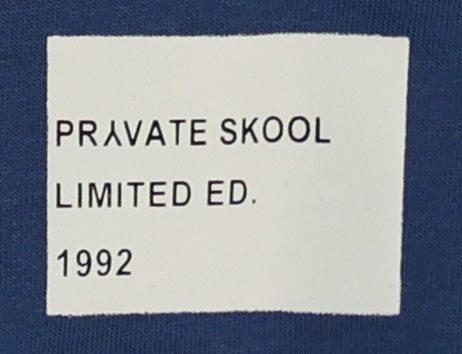 PR⅄VATE SKOOL
LIMITED ED.
1992